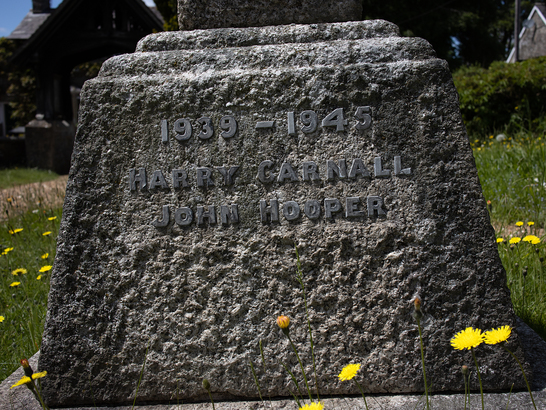 1939 - 1945
HARRY CARNALL
JOHN HOOPER